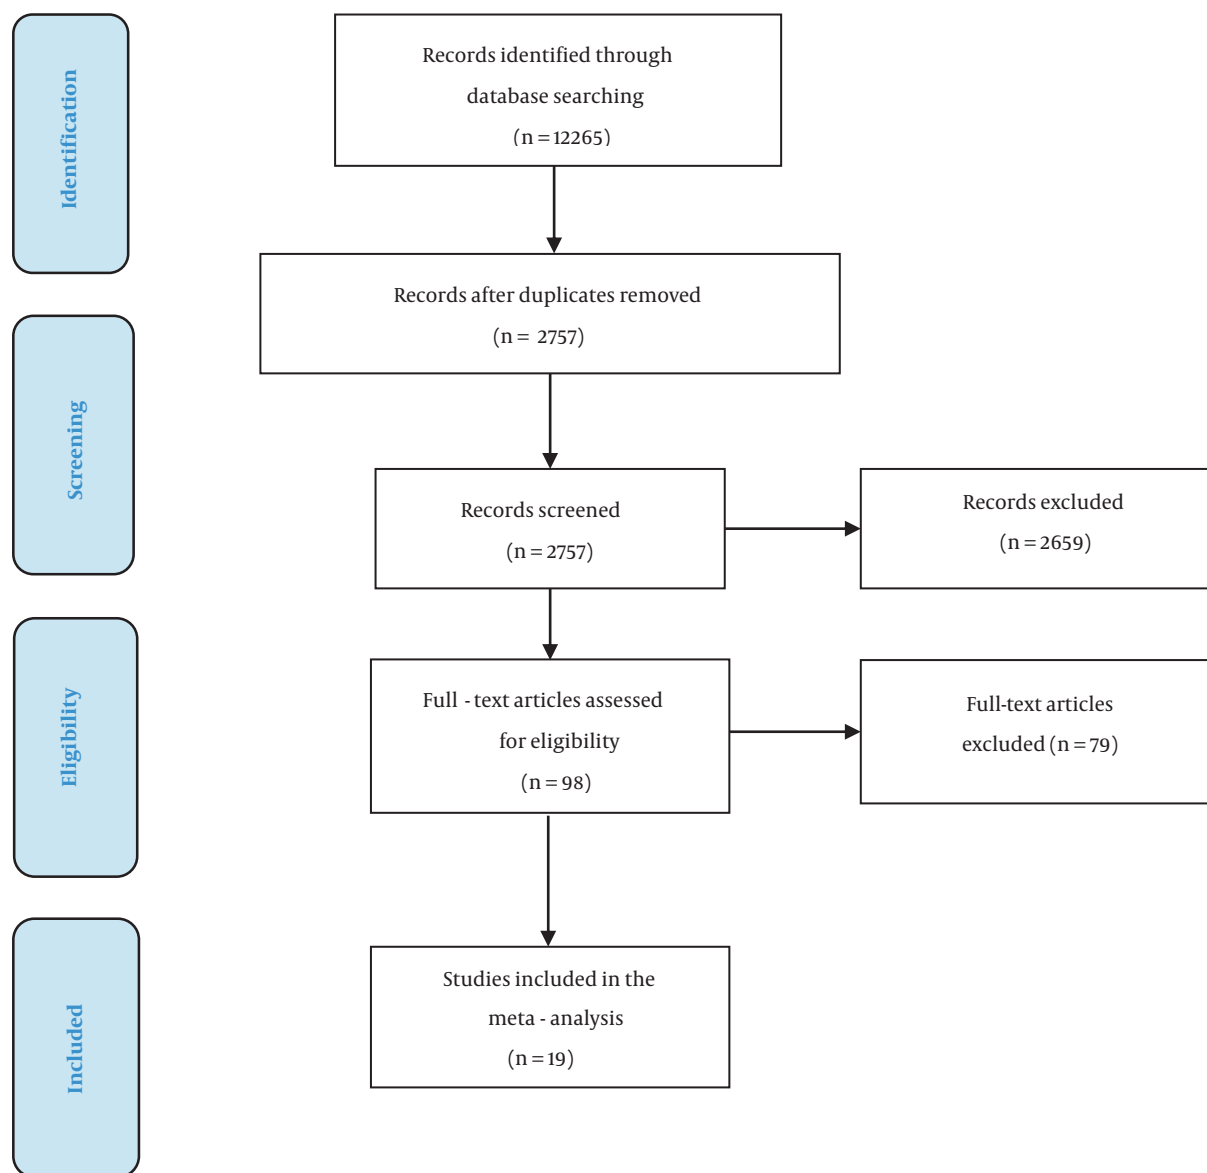 Identification
Records identified through
database searching
(n = 12265)
Records after duplicates removed
(n = 2757)
Screening
Records screened
(n = 2757)
Records excluded
(n = 2659)
Eligibility
Full - text articles assessed
for eligibility
(n = 98)
Full-text articles
excluded (n = 79)
Included
Studies included in the
meta - analysis
(n = 19)